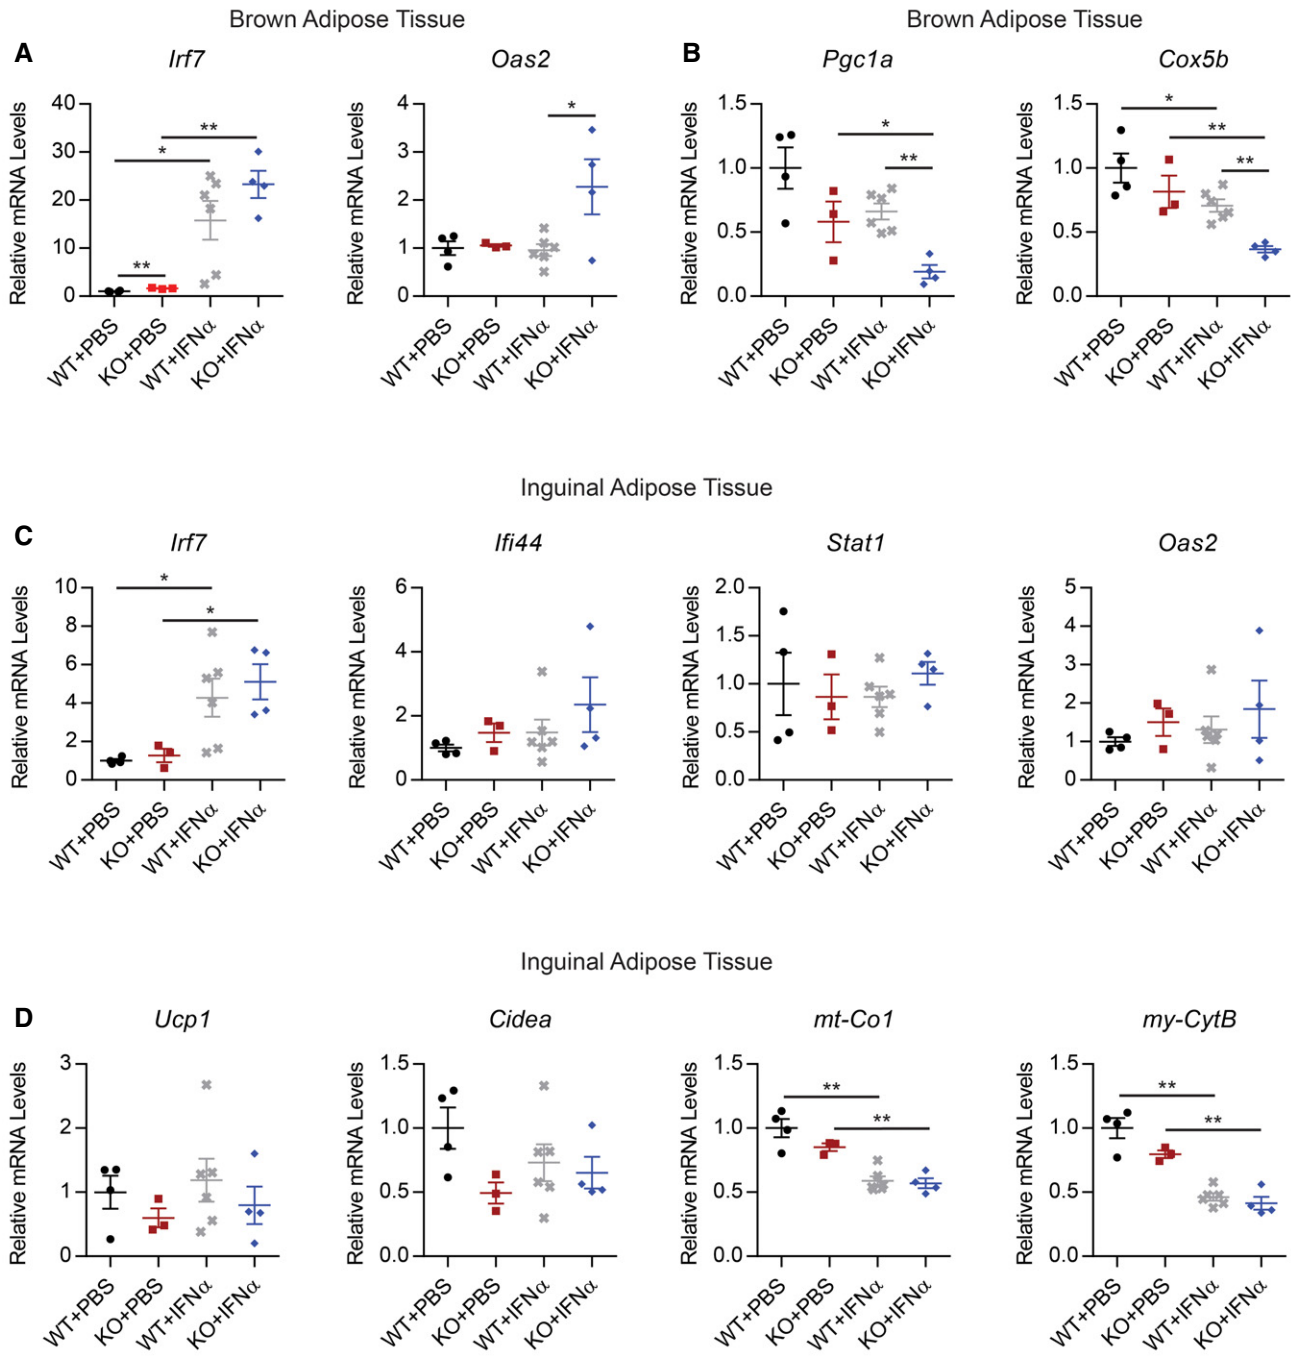 Brown Adipose Tissue
Brown Adipose Tissue
A
Irf7
Relative mRNA Levels
40
30
20
10
0
**
*
**
WT+PBS
KO+PBS
WT+IFNα
KO+IFNα
Oas2
Relative mRNA Levels
4
3
2
1
0
*
WT+PBS
KO+PBS
WT+IFNα
KO+IFNα
B
Pgc1a
Relative mRNA Levels
1.5
1.0
0.5
0.0
*
**
WT+PBS
KO+PBS
WT+IFNα
KO+IFNα
Cox5b
Relative mRNA Levels
1.5
1.0
0.5
0.0
*
**
**
WT+PBS
KO+PBS
WT+IFNα
KO+IFNα
Inguinal Adipose Tissue
C
Irf7
Relative mRNA Levels
10
8
6
4
2
0
*
*
WT+PBS
KO+PBS
WT+IFNα
KO+IFNα
Ifi44
Relative mRNA Levels
6
4
2
0
WT+PBS
KO+PBS
WT+IFNα
KO+IFNα
Stat1
Relative mRNA Levels
2.0
1.5
1.0
0.5
0.0
WT+PBS
KO+PBS
WT+IFNα
KO+IFNα
Oas2
Relative mRNA Levels
5
4
3
2
1
0
WT+PBS
KO+PBS
WT+IFNα
KO+IFNα
Inguinal Adipose Tissue
D
Ucp1
Relative mRNA Levels
3
2
1
0
WT+PBS
KO+PBS
WT+IFNα
KO+IFNα
Cidea
Relative mRNA Levels
1.5
1.0
0.5
0.0
WT+PBS
KO+PBS
WT+IFNα
KO+IFNα
mt-Co1
Relative mRNA Levels
1.5
1.0
0.5
0.0
**
**
WT+PBS
KO+PBS
WT+IFNα
KO+IFNα
my-CytB
Relative mRNA Levels
1.5
1.0
0.5
0.0
**
**
WT+PBS
KO+PBS
WT+IFNα
KO+IFNα